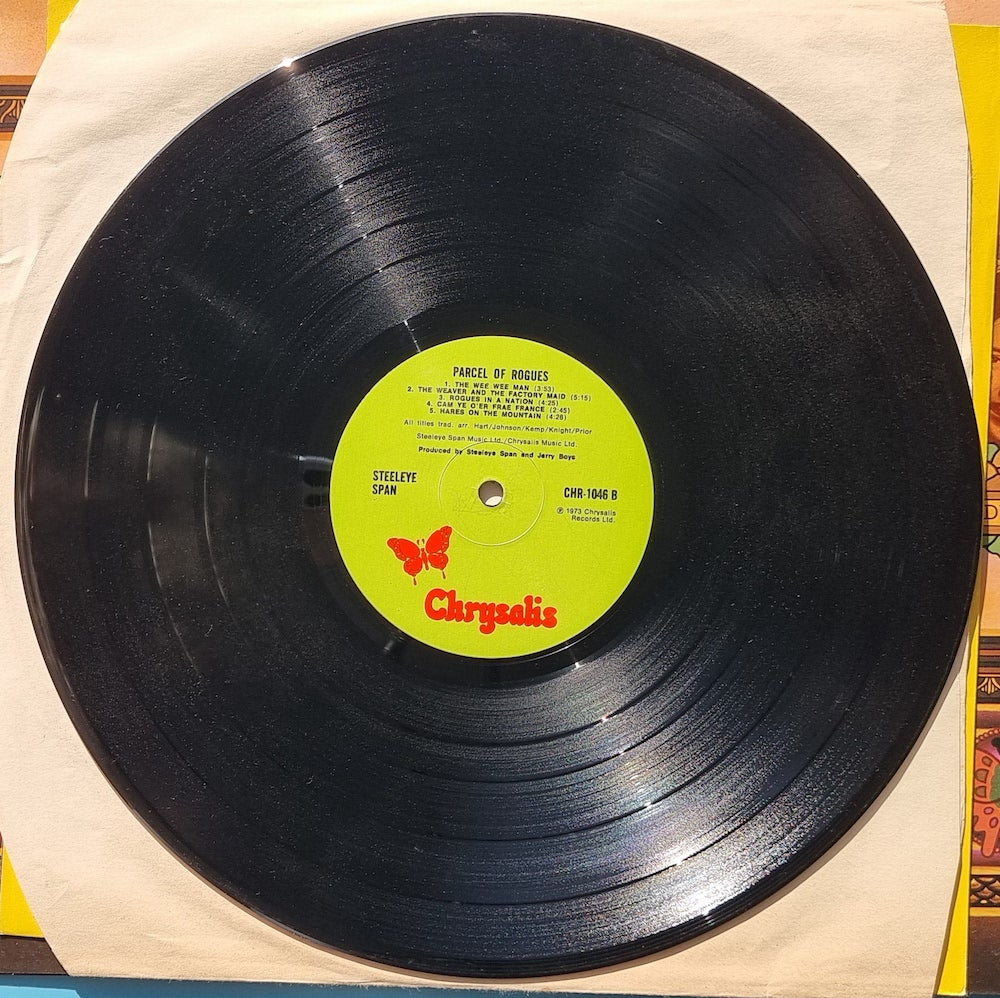 PARCEL OF ROGUES
1. THE WEE WEE MAN (3:53)
2. THE WEAVER AND THE FACTORY MAID (5:15)
3. ROGUES IN A NATION (4:25)
4. CAM YE O'ER FRAE FRANCE (2:45)
5. HARES ON THE MOUNTAIN (4:26)
All titles trad. arr. Hart/Johnson/Kemp/Knight/Prior
Steeleye Span Music Ltd./Chrysalis Music Ltd.
Produced by Steeleye Span and Jerry Boys
STEELEYE
SPAN
CHR-1046 B
℗ 1973 Chrysalis
Records Ltd.
Chrysalis